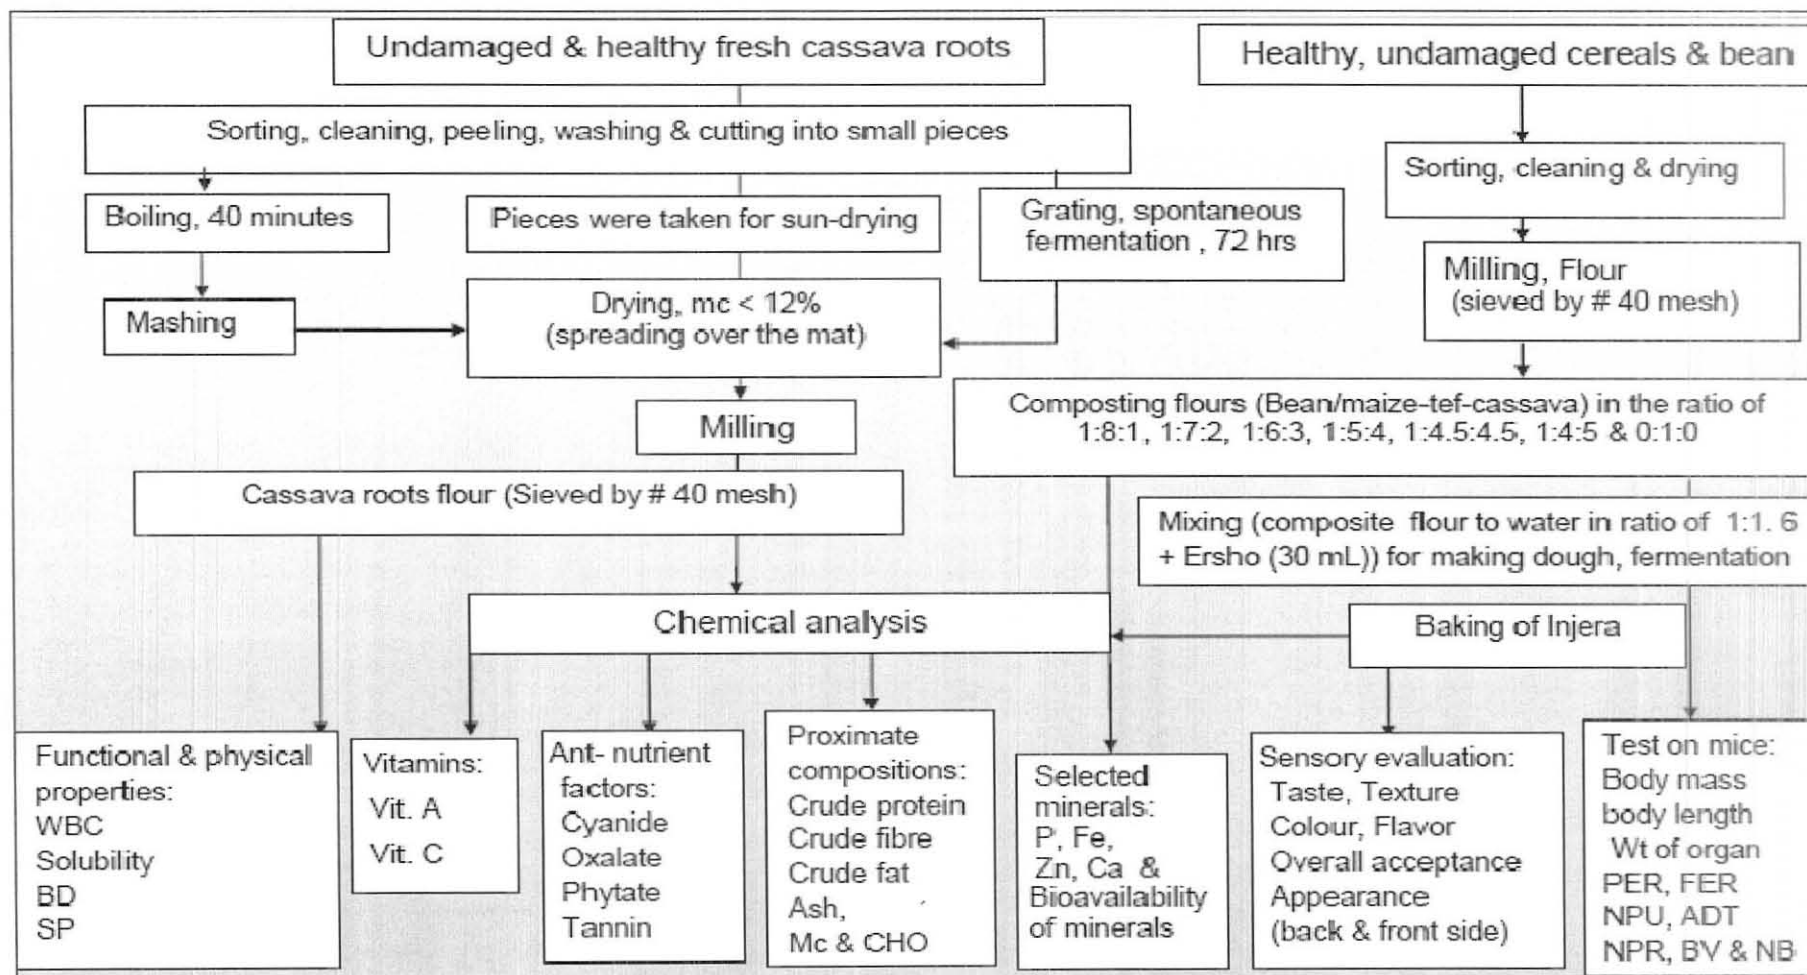 Undamaged & healthy fresh cassava roots
Healthy, undamaged cereals & bean
Sorting, cleaning, peeling, washing & cutting into small pieces
Sorting, cleaning & drying
Boiling, 40 minutes
Pieces were taken for sun-drying
Grating, spontaneous
fermentation , 72 hrs
Milling, Flour
(sieved by # 40 mesh)
Mashing
Drying, mc < 12%
(spreading over the mat)
Milling
Composting flours (Bean/maize-tef-cassava) in the ratio of
1:8:1, 1:7:2, 1:6:3, 1:5:4, 1:4.5:4.5, 1:4:5 & 0:1:0
Cassava roots flour (Sieved by # 40 mesh)
Mixing (composite flour to water in ratio of 1:1. 6
+ Ersho (30 mL)) for making dough, fermentation
Chemical analysis
Baking of Injera
Functional & physical
properties:
WBC
Solubility
BD
SP
Vitamins:
Vit. A
Vit. C
Ant- nutrient
factors:
Cyanide
Oxalate
Phytate
Tannin
Proximate
compositions:
Crude protein
Crude fibre
Crude fat
Ash,
Mc & CHO
Selected
minerals:
P, Fe,
Zn, Ca &
Bioavailability
of minerals
Sensory evaluation:
Taste, Texture
Colour, Flavor
Overall acceptance
Appearance
(back & front side)
Test on mice:
Body mass
body length
Wt of organ
PER, FER
NPU, ADT
NPR, BV & NB